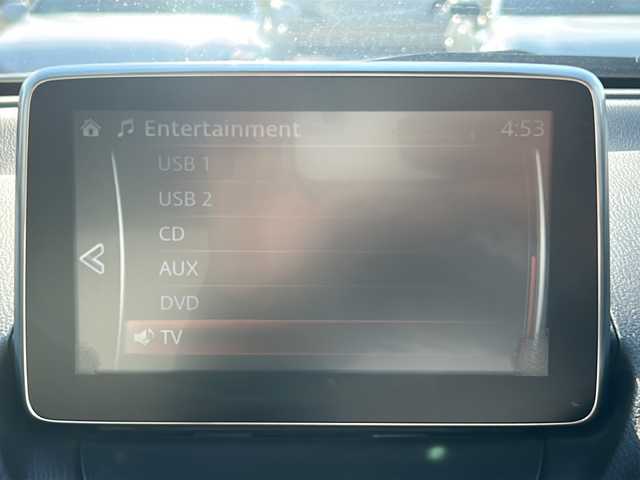 Entertainment 4:53
USB 1
USB 2
CD
AUX
DVD
TV